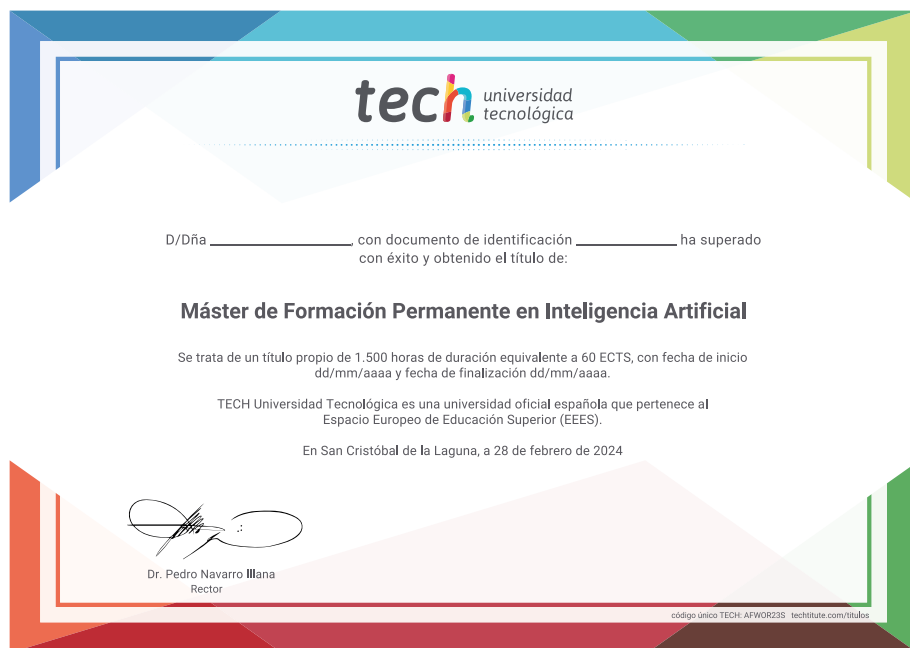 tech universidad
tecnológica
D/Dña ____________________, con documento de identificación ______________ ha superado
con éxito y obtenido el título de:
Máster de Formación Permanente en Inteligencia Artificial
Se trata de un título propio de 1.500 horas de duración equivalente a 60 ECTS, con fecha de inicio
dd/mm/aaaa y fecha de finalización dd/mm/aaaa.
TECH Universidad Tecnológica es una universidad oficial española que pertenece al
Espacio Europeo de Educación Superior (EEES).
En San Cristóbal de la Laguna, a 28 de febrero de 2024
Dr. Pedro Navarro Illana
Rector
código único TECH: AFWOR23S techtitute.com/titulos